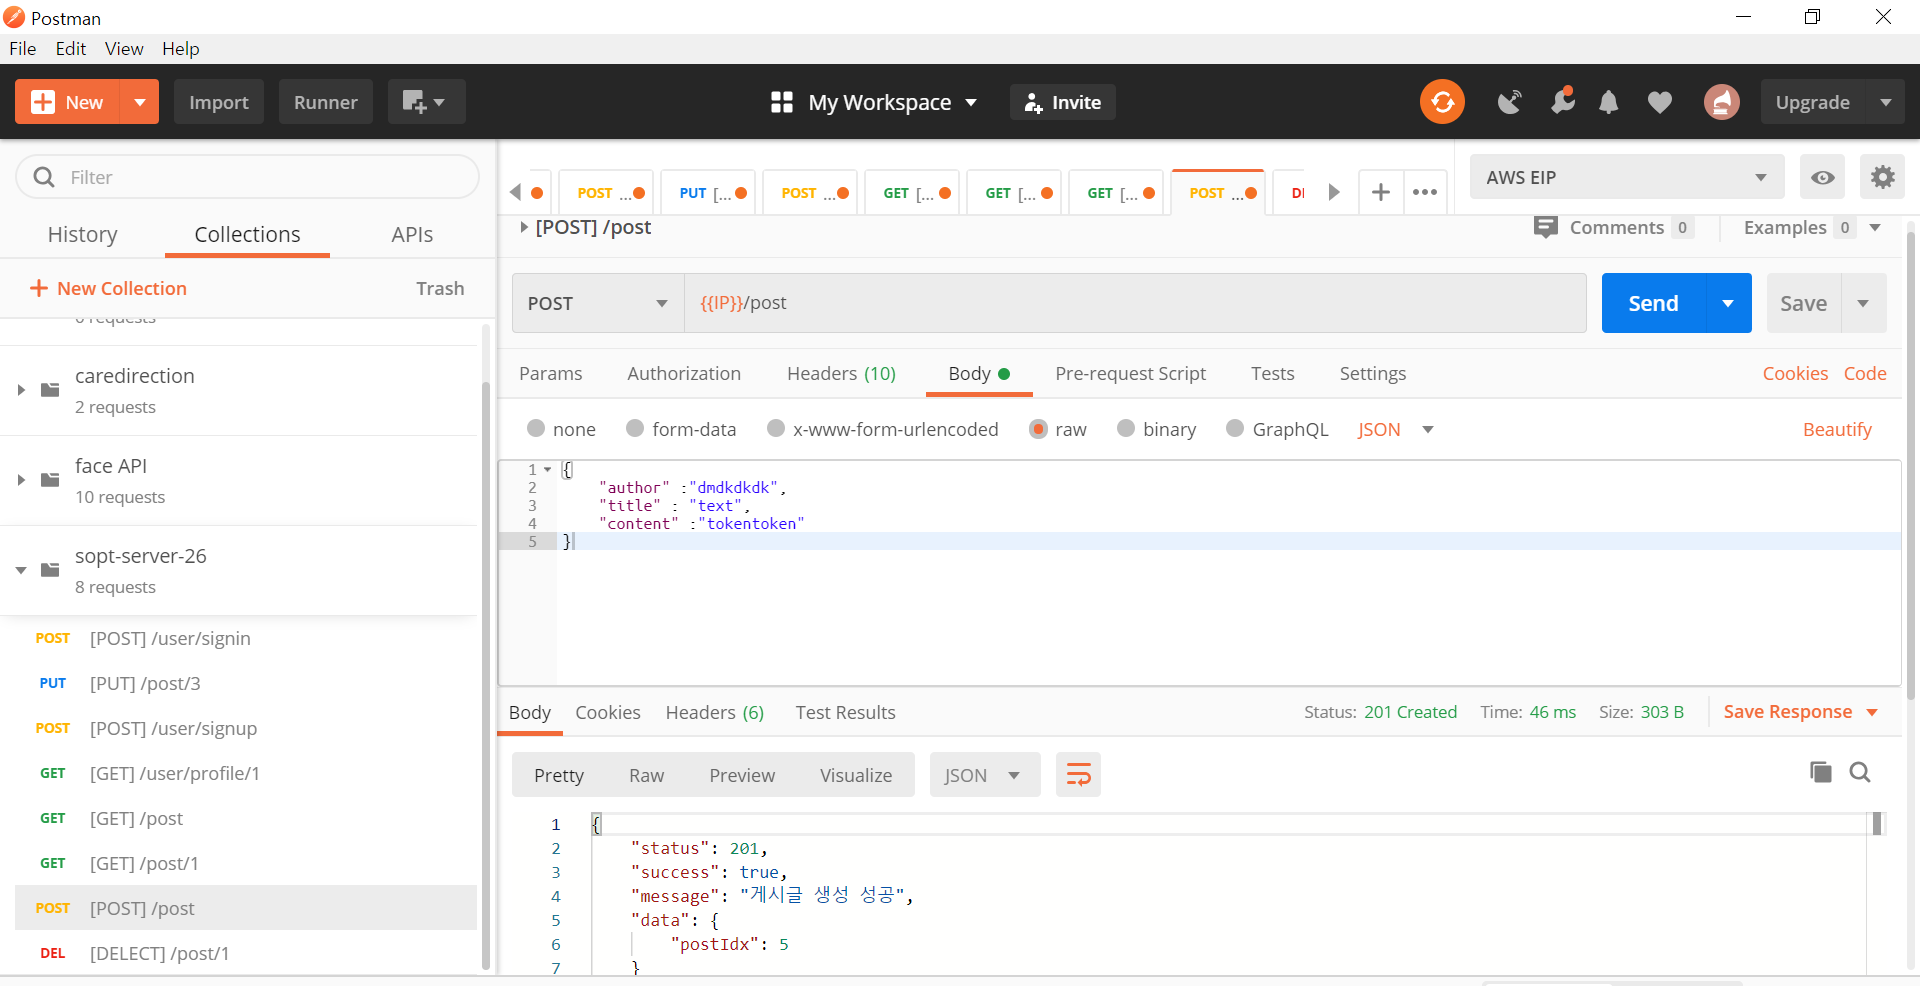 Postman
File Edit View Help
New Import Runner My Workspace Invite Upgrade
Filter
History Collections APIs
New Collection Trash
caredirection
2 requests
face API
10 requests
sopt-server-26
8 requests
POST [POST] /user/signin
PUT [PUT] /post/3
POST [POST] /user/signup
GET [GET] /user/profile/1
GET [GET] /post
GET [GET] /post/1
POST [POST] /post
DEL [DELECT] /post/1
POST ... PUT [... POST ... GET [... GET [... GET [... POST ... AWS EIP
[POST] /post Comments 0 Examples 0
POST {{IP}}/post Send Save
Params Authorization Headers (10) Body Pre-request Script Tests Settings Cookies Code
none form-data x-www-form-urlencoded raw binary GraphQL JSON Beautify
1 {
2 "author" :"dmdkdkdk",
3 "title" : "text",
4 "content" :"tokentoken"
5 }
Body Cookies Headers (6) Test Results Status: 201 Created Time: 46 ms Size: 303 B Save Response
Pretty Raw Preview Visualize JSON
1 {
2 "status": 201,
3 "success": true,
4 "message": "게시글 생성 성공",
5 "data": {
6 "postIdx": 5
7 }